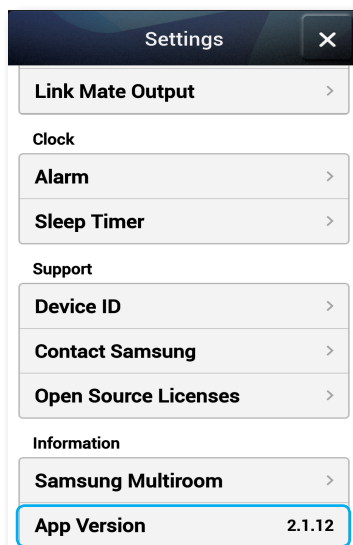 Settings
Link Mate Output
Clock
Alarm
Sleep Timer
Support
Device ID
Contact Samsung
Open Source Licenses
Information
Samsung Multiroom
App Version 2.1.12